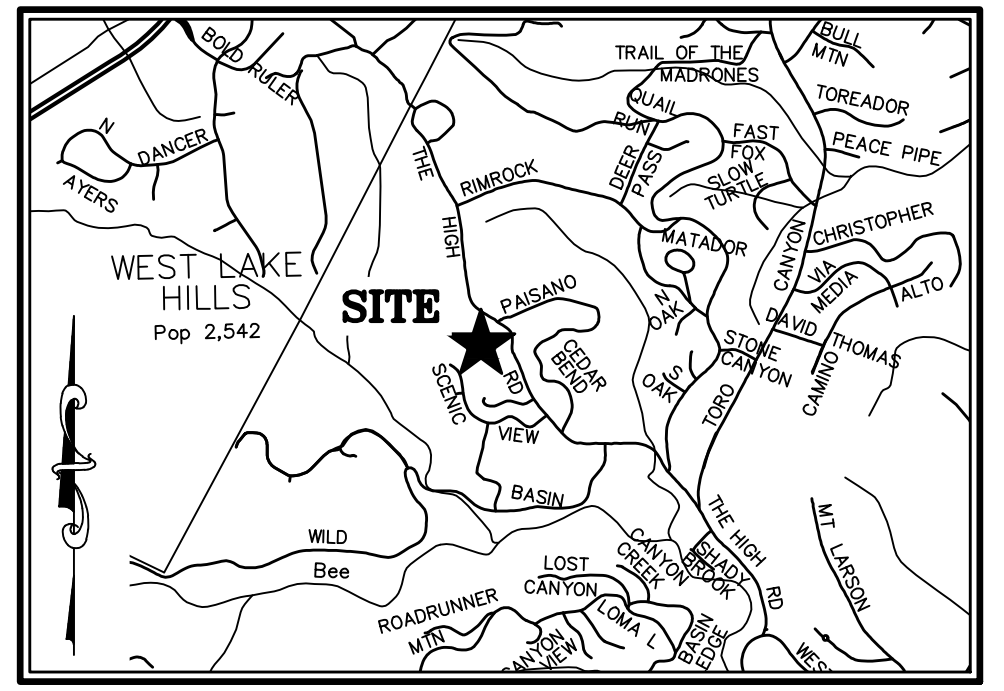 BOLD RULER
TRAIL OF THE
MADRONES
BULL
MTN
TOREADOR
QUAIL
RUN
FAST
FOX
PEACE PIPE
N
DANCER
AYERS
THE
HIGH
RIMROCK
DEER
PASS
SLOW
TURTLE
CHRISTOPHER
MATADOR
CANYON
VIA
MEDIA
ALTO
WEST LAKE
HILLS
Pop 2,542
SITE
PAISANO
N
OAK
DAVID
THOMAS
STONE
CANYON
CEDAR
BEND
SCENIC
RD
S
OAK
CAMINO
TORO
VIEW
BASIN
WILD
Bee
THE HIGH
RD
MT LARSON
CANYON
CREEK
SHADY
BROOK
LOST
CANYON
ROADRUNNER
MTN
LOMA L
BASIN
EDGE
CANYON
VIEW
WES